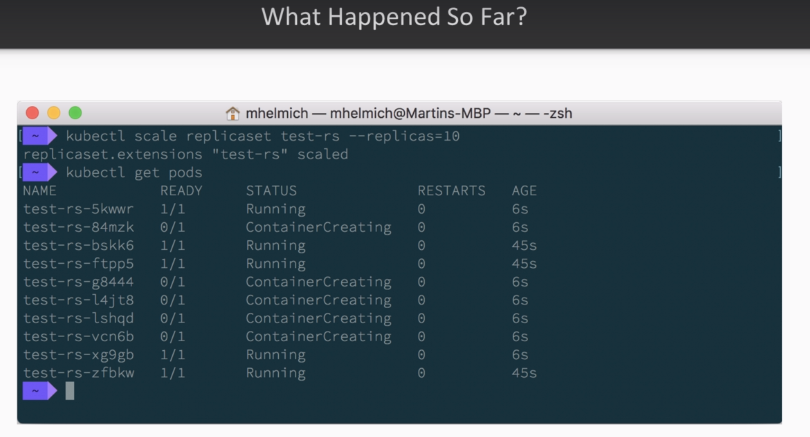 What Happened So Far?
mhelmich — mhelmich@Martins-MBP — ~ — -zsh
[ ~ kubectl scale replicaset test-rs --replicas=10 ]
replicaset.extensions "test-rs" scaled
[ ~ kubectl get pods ]
NAME READY STATUS RESTARTS AGE
test-rs-5kwwr 1/1 Running 0 6s
test-rs-84mzk 0/1 ContainerCreating 0 6s
test-rs-bskk6 1/1 Running 0 45s
test-rs-ftpp5 1/1 Running 0 45s
test-rs-g8444 0/1 ContainerCreating 0 6s
test-rs-l4jt8 0/1 ContainerCreating 0 6s
test-rs-lshqd 0/1 ContainerCreating 0 6s
test-rs-vcn6b 0/1 ContainerCreating 0 6s
test-rs-xg9gb 1/1 Running 0 6s
test-rs-zfbkw 1/1 Running 0 45s
~